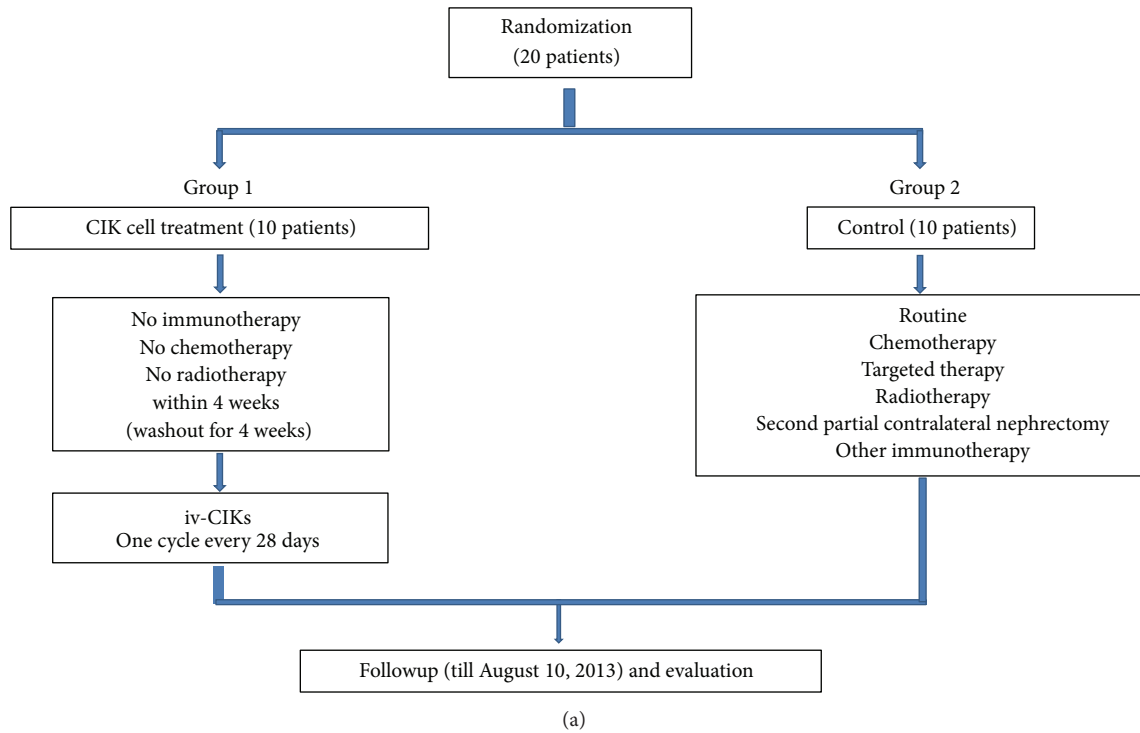 Randomization
(20 patients)
Group 1
CIK cell treatment (10 patients)
No immunotherapy
No chemotherapy
No radiotherapy
within 4 weeks
(washout for 4 weeks)
iv-CIKs
One cycle every 28 days
Group 2
Control (10 patients)
Routine
Chemotherapy
Targeted therapy
Radiotherapy
Second partial contralateral nephrectomy
Other immunotherapy
Followup (till August 10, 2013) and evaluation
(a)